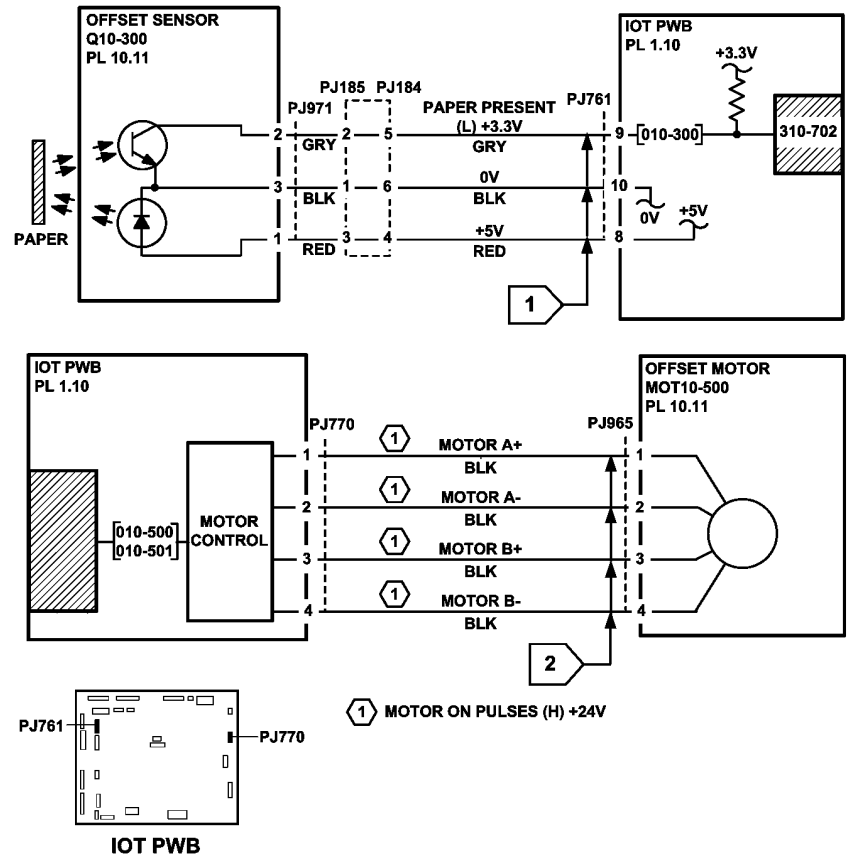 OFFSET SENSOR
Q10-300
PL 10.11
IOT PWB
PL 1.10
+3.3V
PJ185 PJ184
PJ971
PAPER PRESENT
PJ761
2 2 5 (L) +3.3V 9 [010-300] 310-702
GRY GRY
3 1 6 0V 10
BLK BLK
0V +5V
PAPER
1 3 4 +5V 8
RED RED
1
IOT PWB
PL 1.10
OFFSET MOTOR
MOT10-500
PL 10.11
PJ770 PJ965
1 1 MOTOR A+ 1
BLK
2 1 MOTOR A- 2
BLK
[010-500
010-501]
MOTOR
CONTROL
3 1 MOTOR B+ 3
BLK
4 1 MOTOR B- 4
BLK
2
1 MOTOR ON PULSES (H) +24V
PJ761
PJ770
IOT PWB